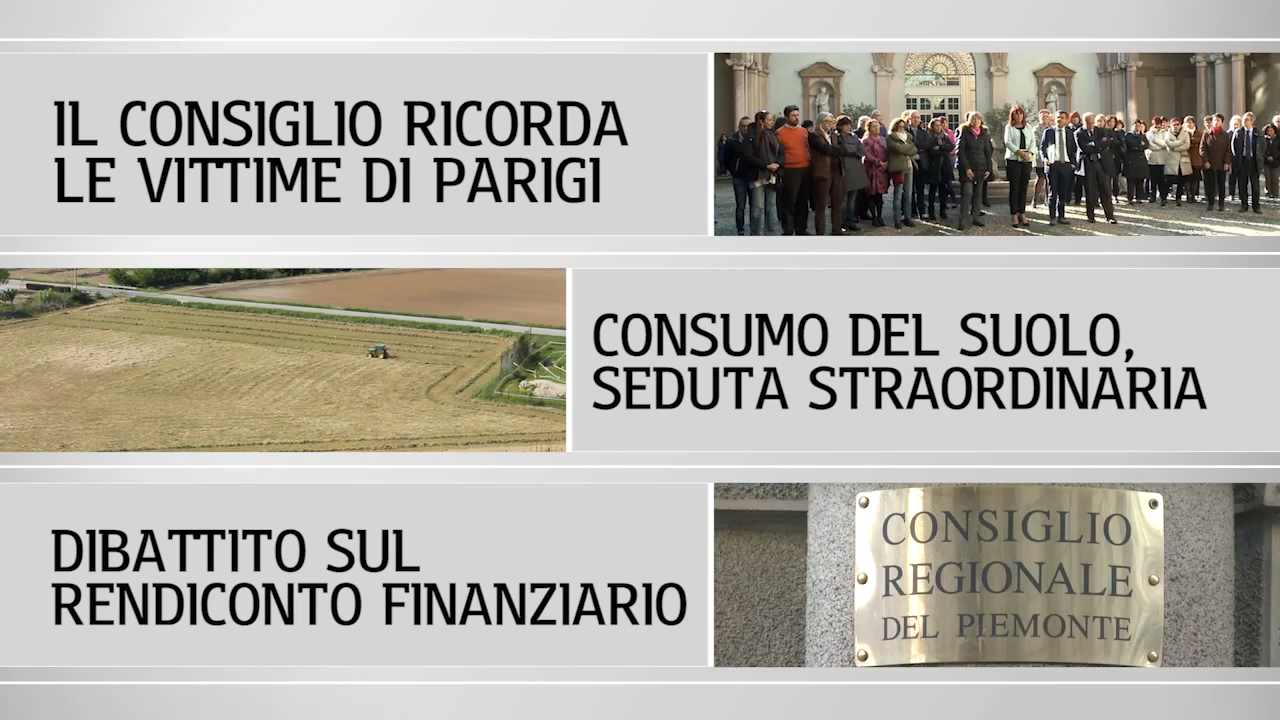 IL CONSIGLIO RICORDA
LE VITTIME DI PARIGI
CONSUMO DEL SUOLO,
SEDUTA STRAORDINARIA
DIBATTITO SUL
RENDICONTO FINANZIARIO
CONSIGLIO
REGIONALE
DEL PIEMONTE